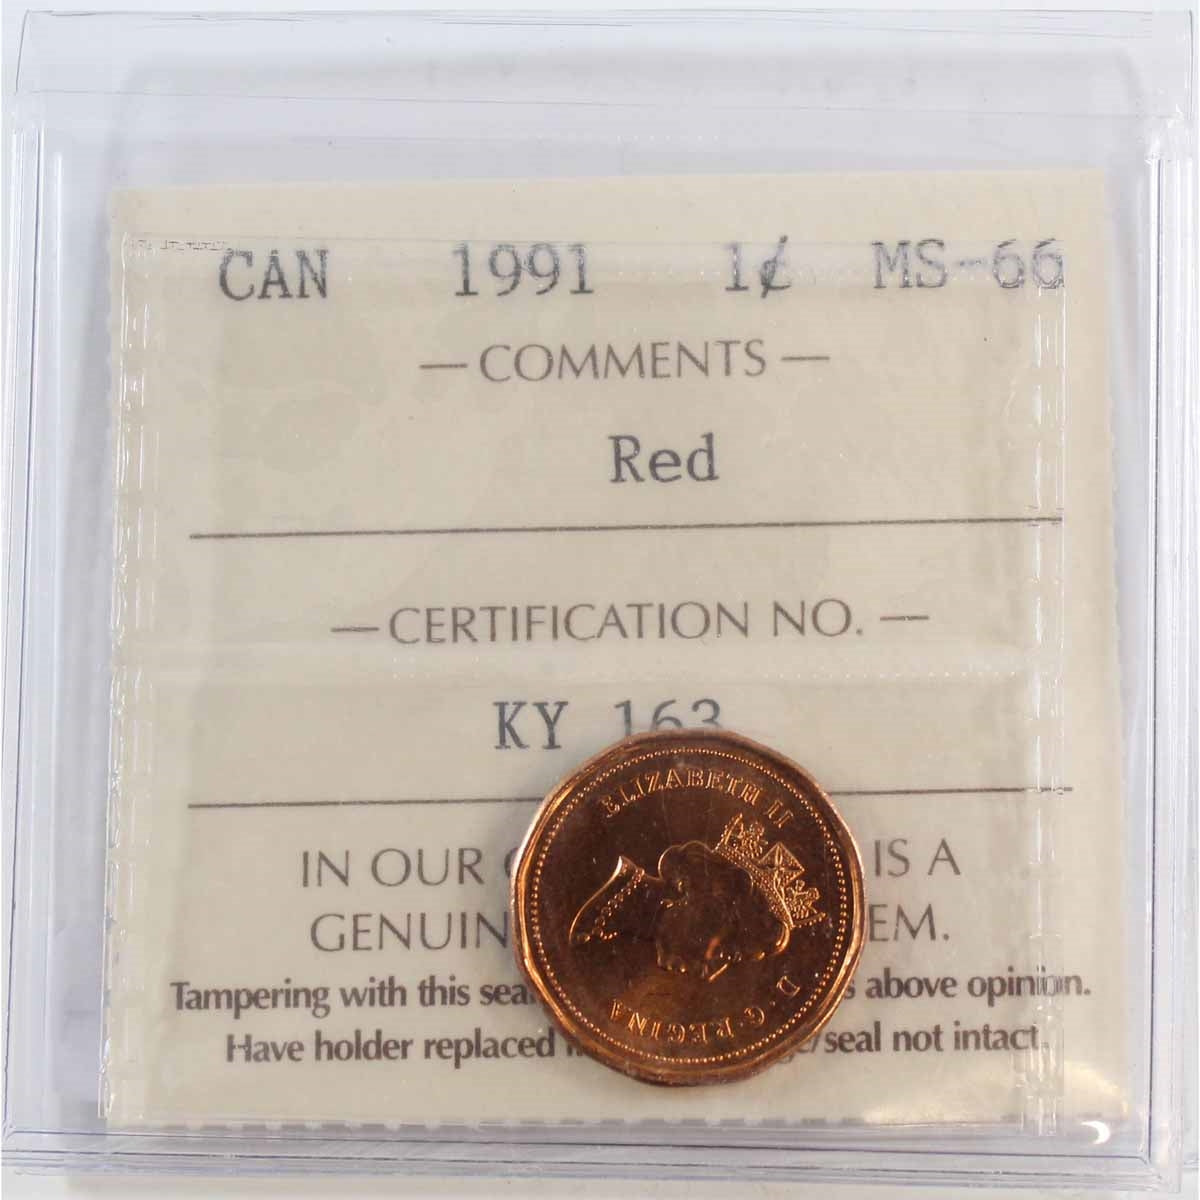 CAN 1991 1¢ MS-66
— COMMENTS —
Red
— CERTIFICATION NO. —
KY 163
ELIZABETH II D · G · REGINA
IN OUR IS A
GENUIN EM.
Tampering with this sea above opinion.
Have holder replaced /seal not intact.